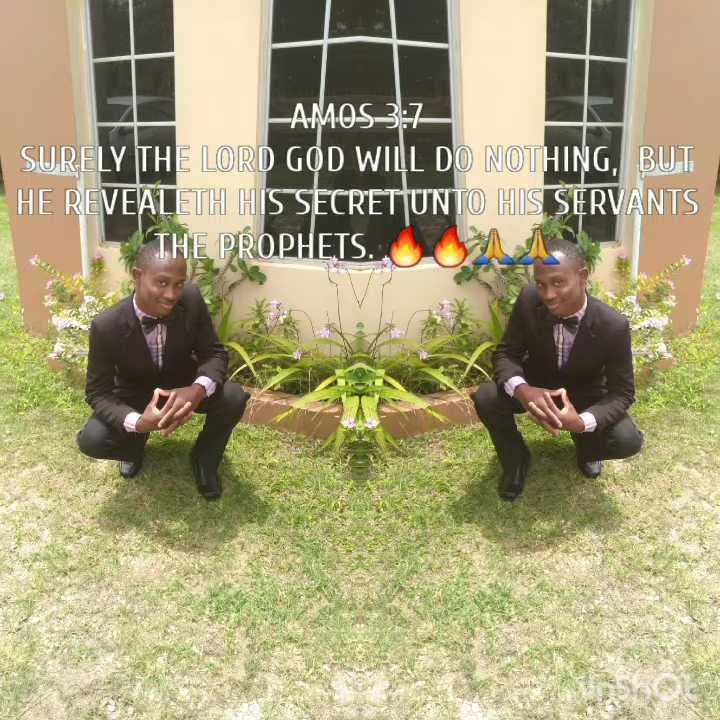 AMOS 3:7
SURELY THE LORD GOD WILL DO NOTHING, BUT
HE REVEALETH HIS SECRET UNTO HIS SERVANTS
THE PROPHETS. 🔥🔥🙏🙏
InShOt